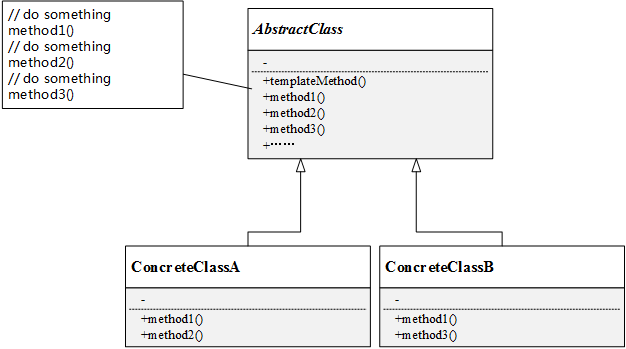 // do something
method1()
// do something
method2()
// do something
method3()
AbstractClass
-
+templateMethod()
+method1()
+method2()
+method3()
+……
ConcreteClassA
-
+method1()
+method2()
ConcreteClassB
-
+method1()
+method3()